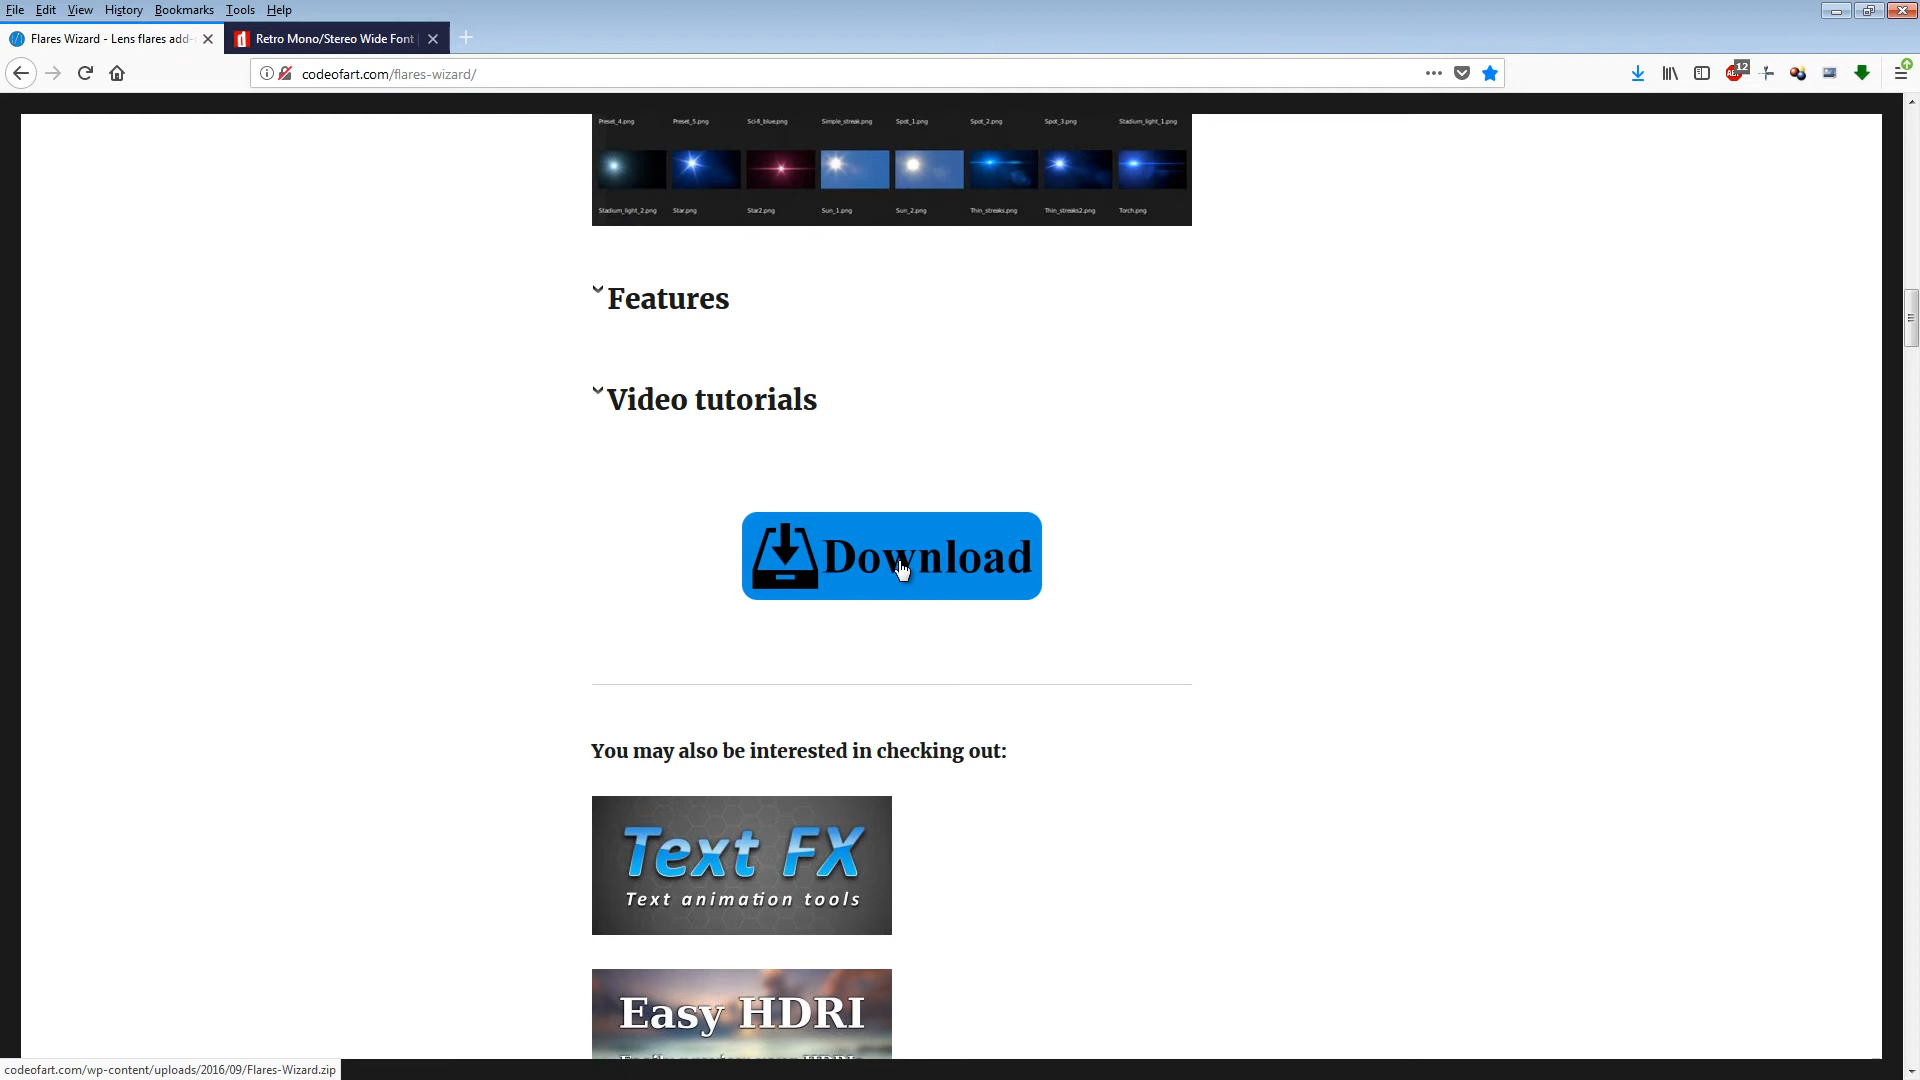 File Edit View History Bookmarks Tools Help
Flares Wizard - Lens flares add-
Retro Mono/Stereo Wide Font
codeofart.com/flares-wizard/
12
Preset_4.png Preset_5.png Sci-fi_blue.png Simple_streak.png Spot_1.png Spot_2.png Spot_3.png Stadium_light_1.png
Stadium_light_2.png Star.png Star2.png Sun_1.png Sun_2.png Thin_streaks.png Thin_streaks2.png Torch.png
Features
Video tutorials
Download
You may also be interested in checking out:
Text FX
Text animation tools
Easy HDRI
codeofart.com/wp-content/uploads/2016/09/Flares-Wizard.zip